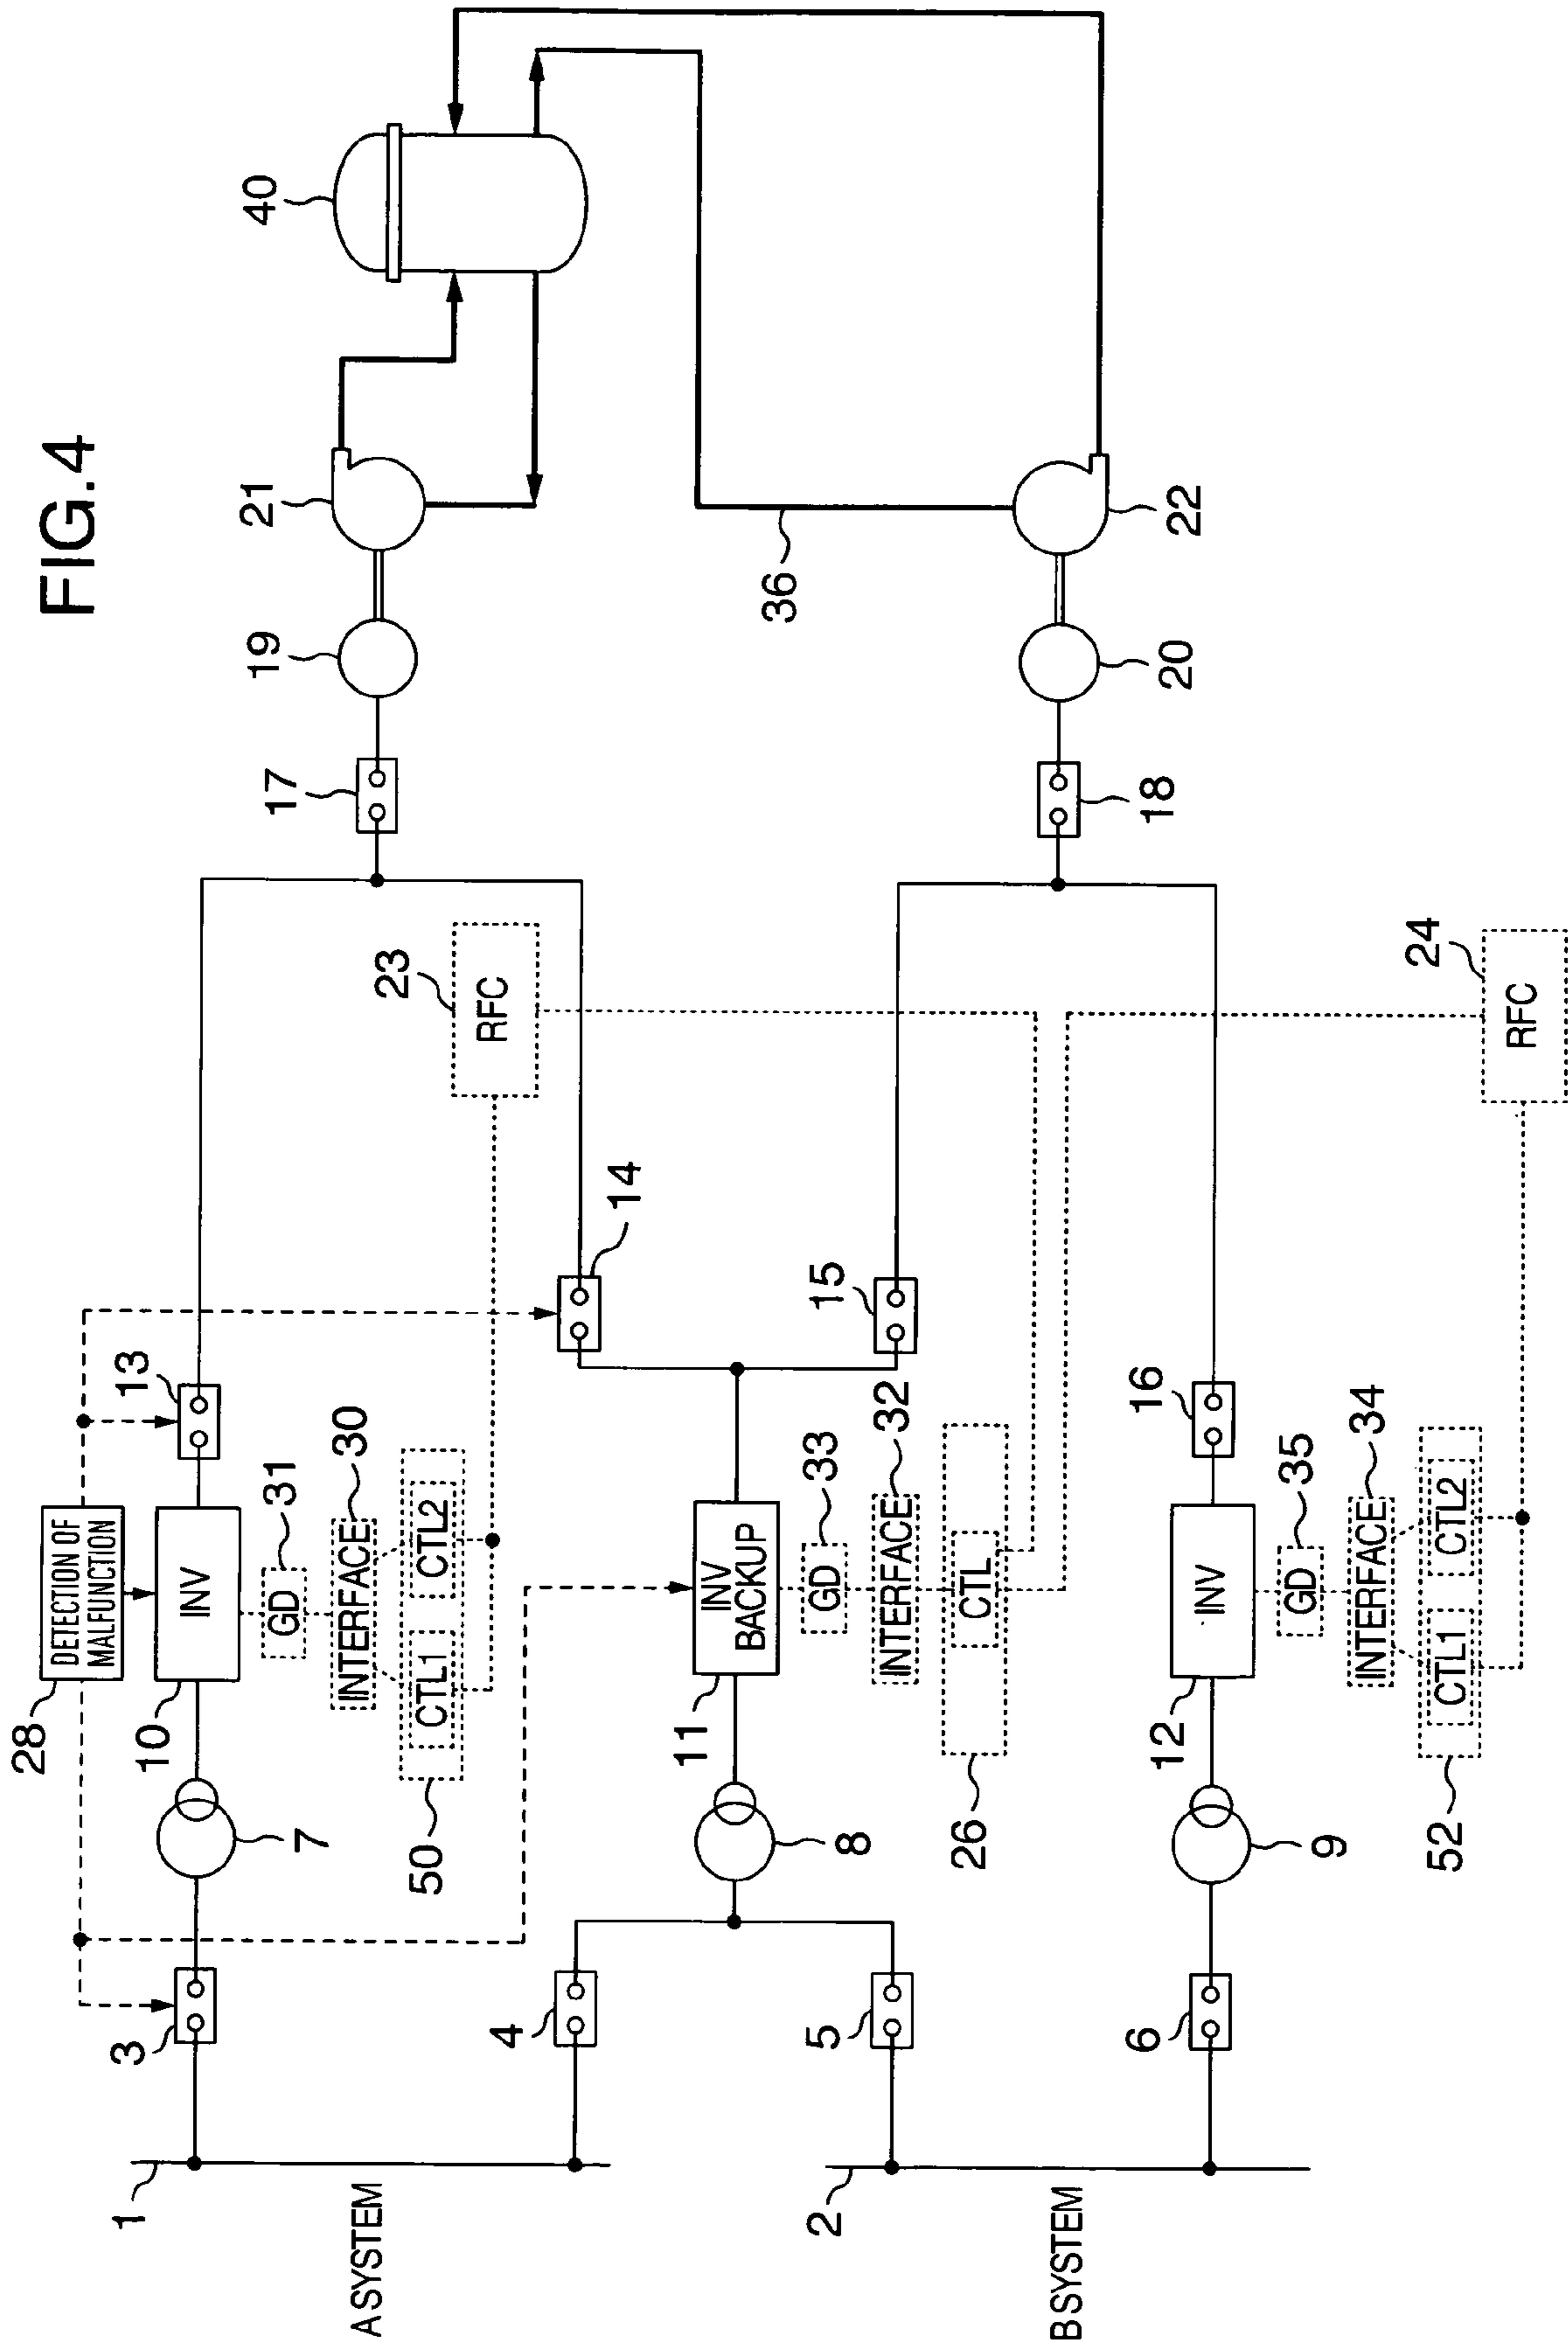 FIG.4
28
DETECTION OF
MALFUNCTION
13
17
19
21
40
10
INV
31
GD
30
INTERFACE
CTL1
CTL2
50
7
3
1
A SYSTEM
23
RFC
14
4
11
INV
BACKUP
33
GD
32
INTERFACE
CTL
26
8
15
5
36
2
B SYSTEM
18
20
22
16
6
12
INV
35
GD
34
INTERFACE
CTL1
CTL2
52
9
24
RFC